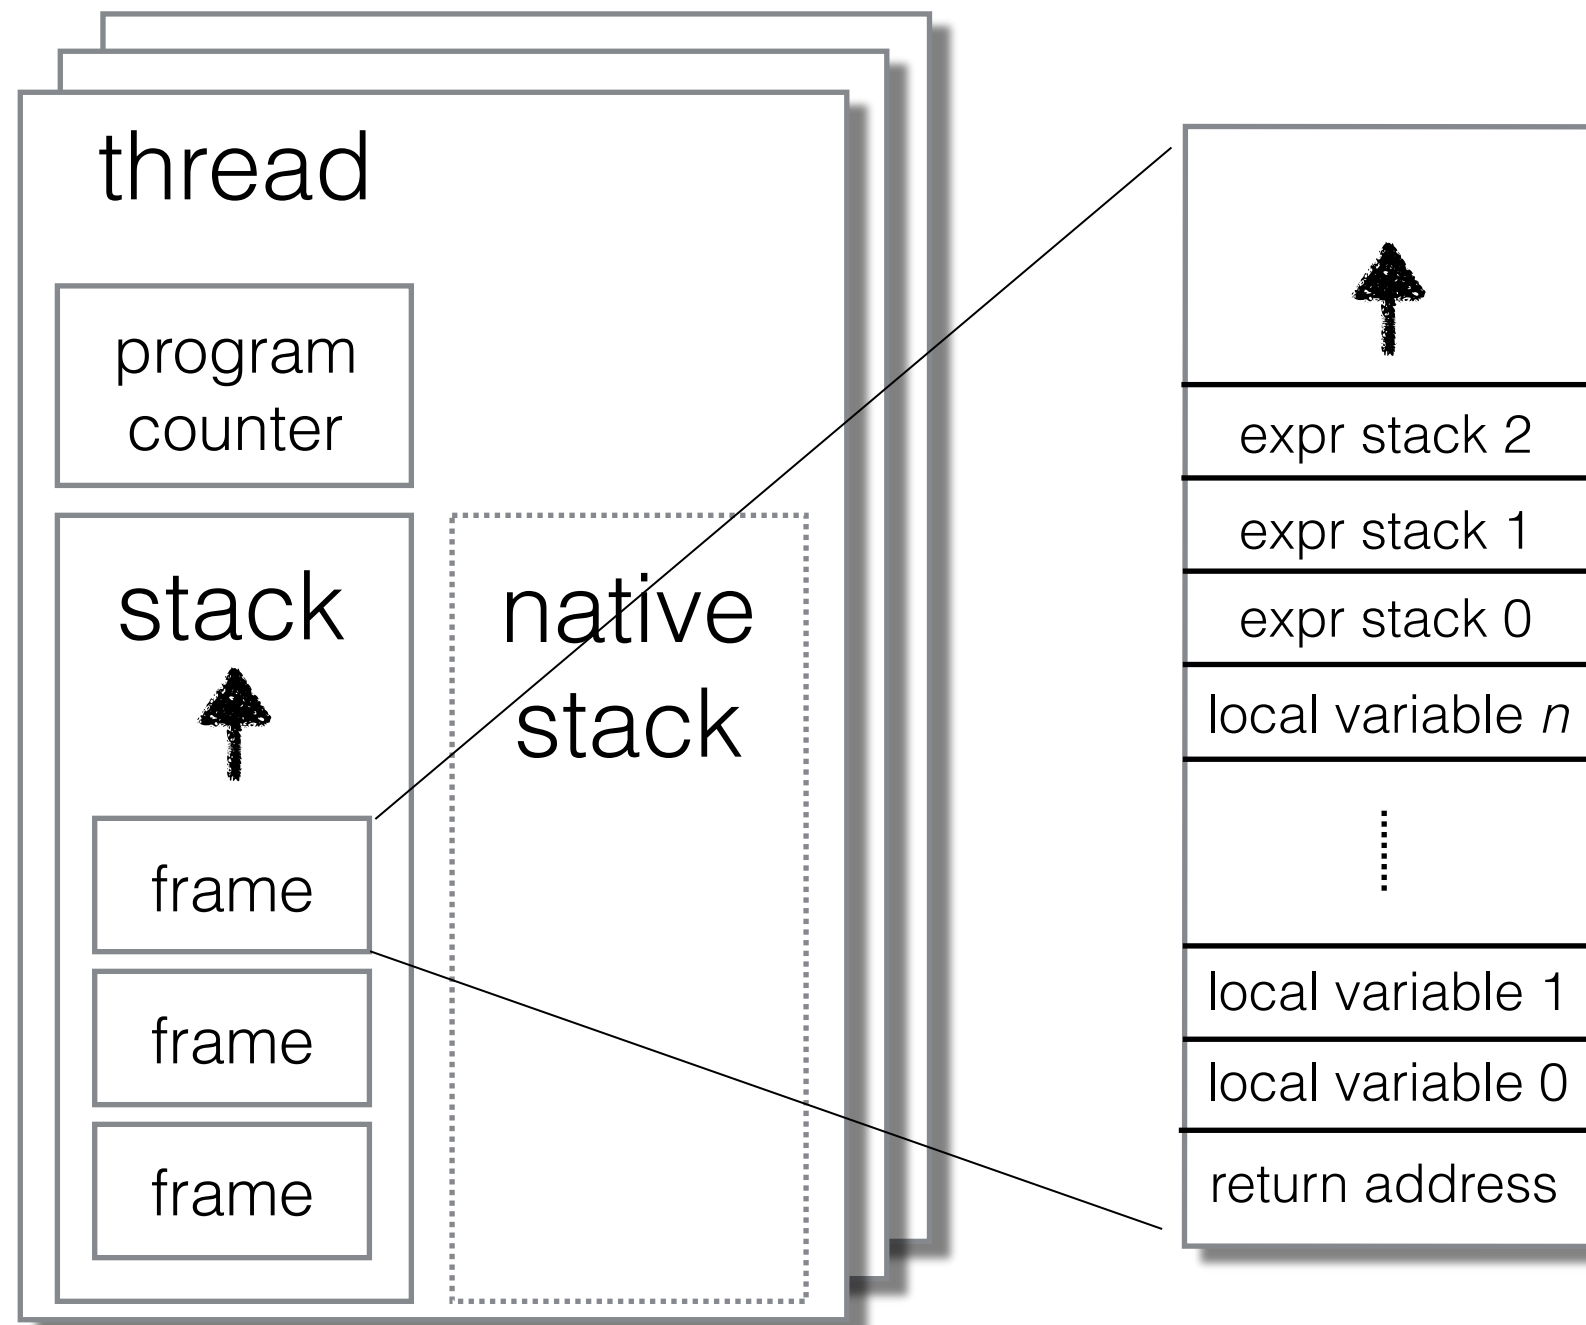 thread
program
counter
stack
native
stack
frame
frame
frame
expr stack 2
expr stack 1
expr stack 0
local variable n
local variable 1
local variable 0
return address